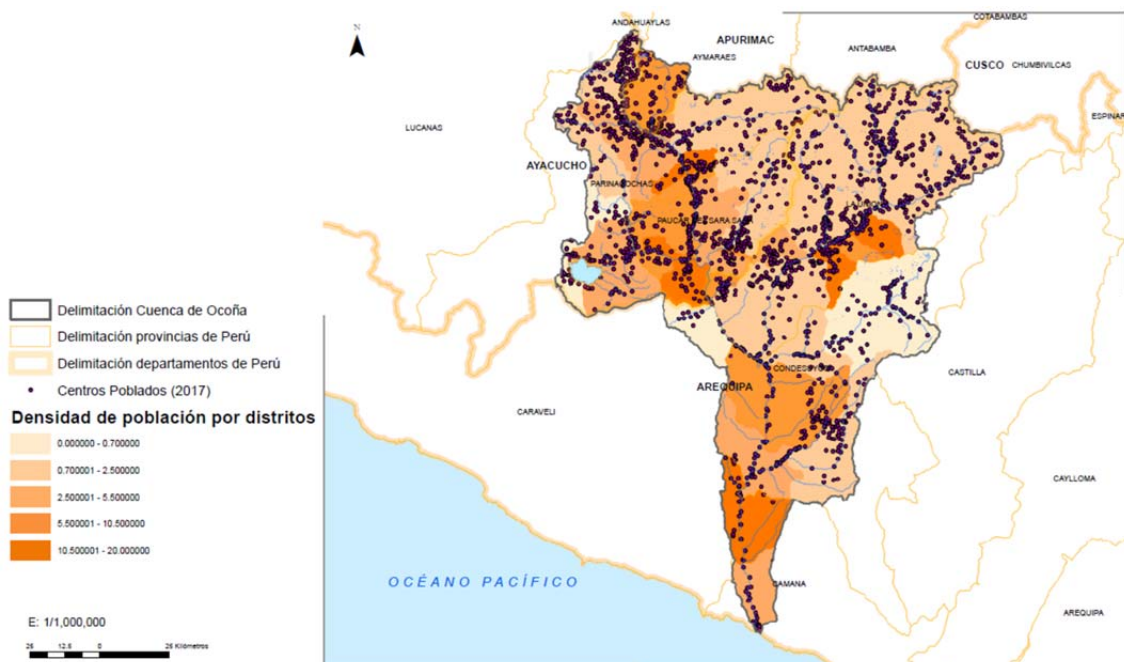 ANDAHUAYLAS
COTABAMBAS
APURIMAC
ANTABAMBA
AYMARAES
CUSCO
CHUMBIVILCAS
ESPINAR
LUCANAS
AYACUCHO
PARINACOCHAS
CONDESUYOS
AREQUIPA
CASTILLA
CARAVELI
CAYLLOMA
CAMANA
AREQUIPA
OCÉANO PACÍFICO
Delimitación Cuenca de Ocoña
Delimitación provincias de Perú
Delimitación departamentos de Perú
Centros Poblados (2017)
Densidad de población por distritos
0.000000 - 0.700000
0.700001 - 2.500000
2.500001 - 5.500000
5.500001 - 10.500000
10.500001 - 20.000000
E: 1/1,000,000
25 12.5 0 25 Kilómetros